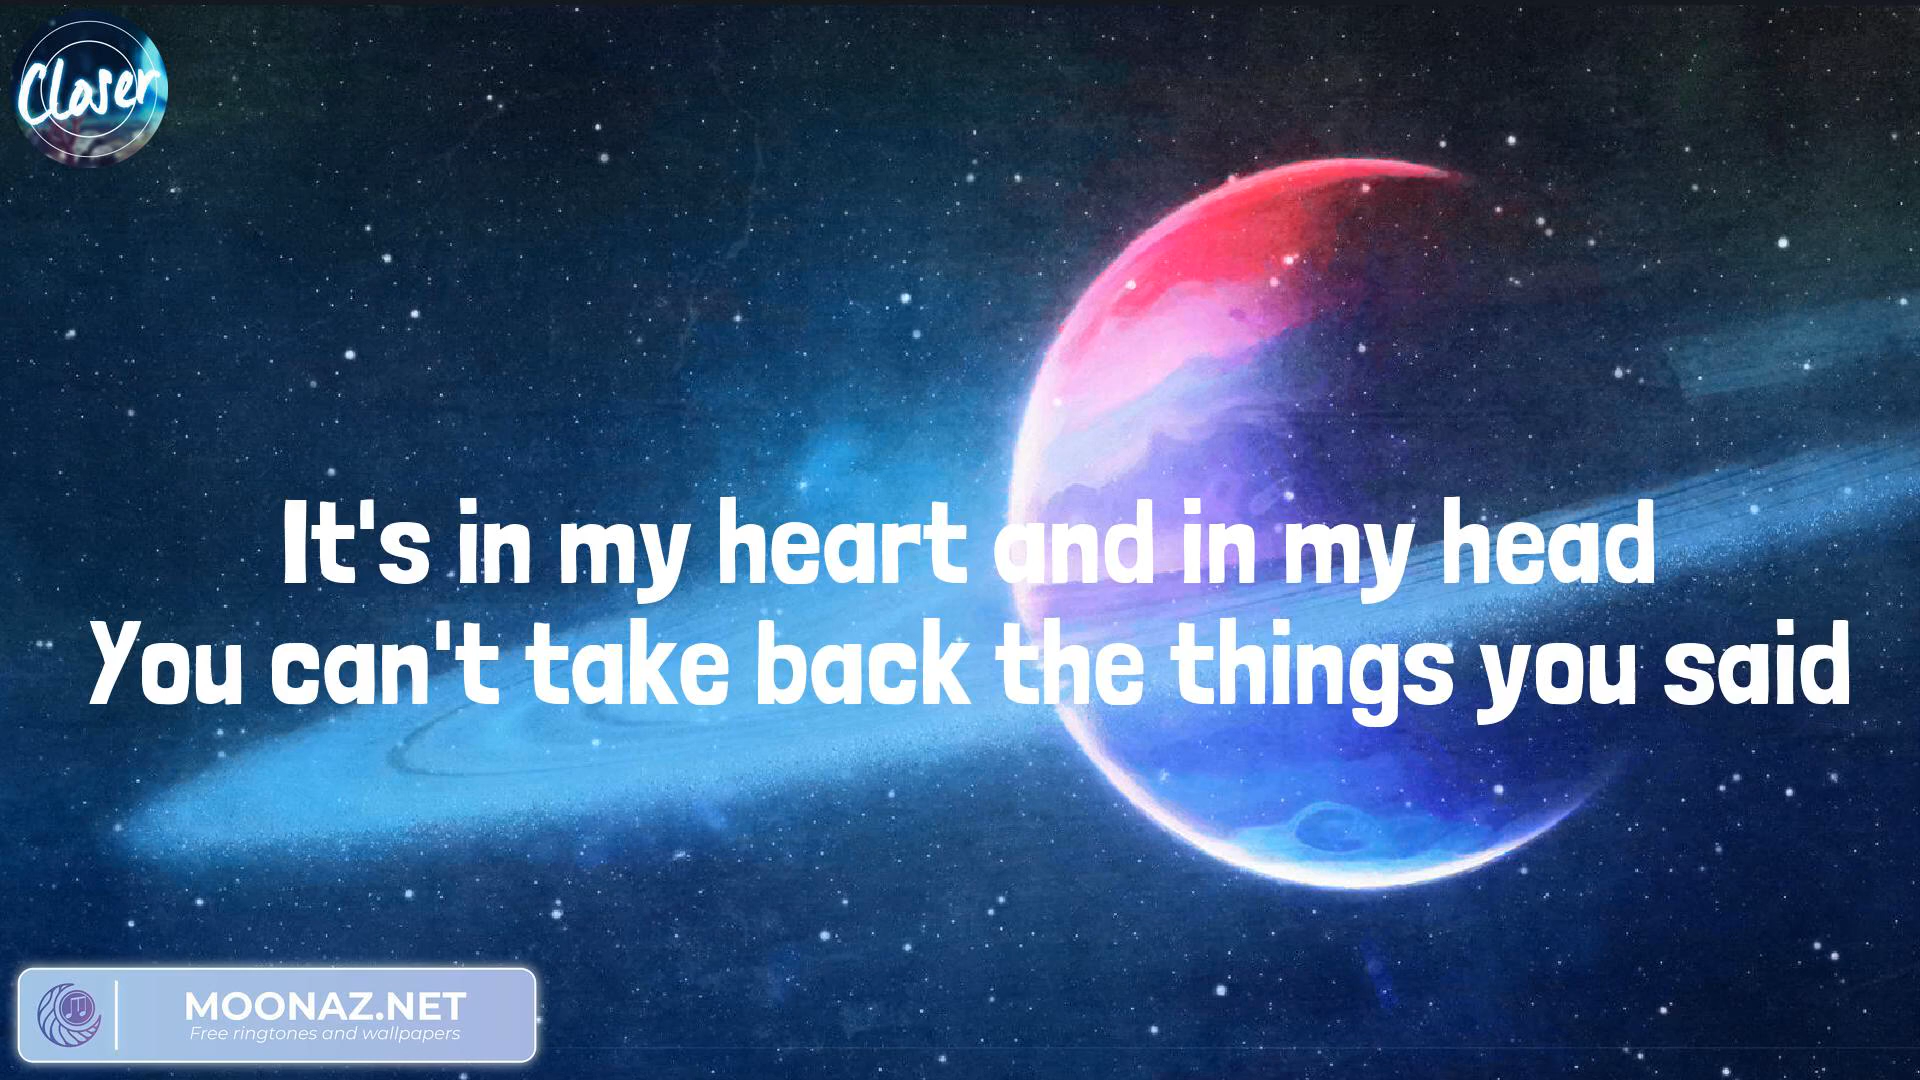 Closer
It's in my heart and in my head
You can't take back the things you said
MOONAZ.NET
Free ringtones and wallpapers